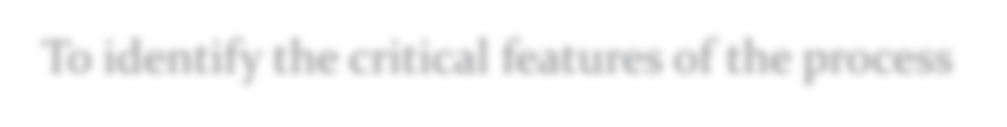 To identify the critical features of the process